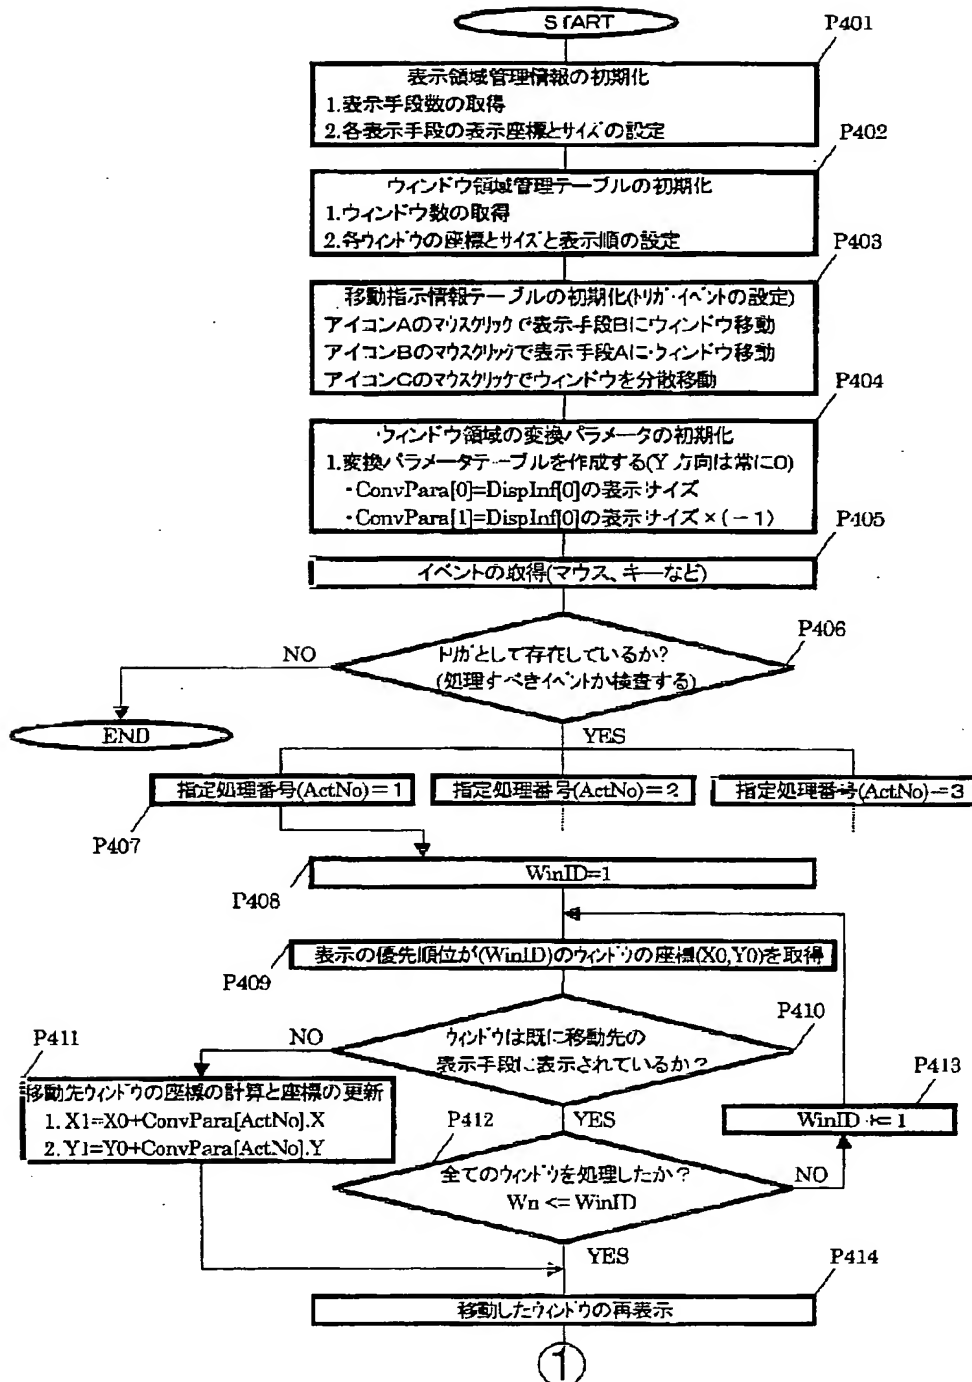 START
P401
表示領域管理情報の初期化
1.表示手段数の取得
2.各表示手段の表示座標とサイズの設定
P402
ウィンドウ領域管理テーブルの初期化
1.ウィンドウ数の取得
2.各ウィンドウの座標とサイズと表示順の設定
P403
移動指示情報テーブルの初期化(トリガ・イベントの設定)
アイコンAのマウスクリックで表示手段Bにウィンドウ移動
アイコンBのマウスクリックで表示手段Aにウィンドウ移動
アイコンCのマウスクリックでウィンドウを分散移動
P404
ウィンドウ領域の変換パラメータの初期化
1.変換パラメータテーブルを作成する(Y方向は常に0)
・ConvPara[0]=DispInf[0]の表示サイズ
・ConvPara[1]=DispInf[0]の表示サイズ×(－1)
P405
イベントの取得(マウス、キーなど)
P406
トリガとして存在しているか?
(処理すべきイベントか検査する)
NO
YES
END
指定処理番号(ActNo)＝1
指定処理番号(ActNo)＝2
指定処理番号(ActNo)＝3
P407
WinID=1
P408
表示の優先順位が(WinID)のウィンドウの座標(X0,Y0)を取得
P409
P410
ウィンドウは既に移動先の
表示手段に表示されているか?
NO
YES
P411
移動先ウィンドウの座標の計算と座標の更新
1. X1=X0+ConvPara[ActNo].X
2. Y1=Y0+ConvPara[ActNo].Y
P412
全てのウィンドウを処理したか?
Wn <= WinID
NO
YES
P413
WinID += 1
P414
移動したウィンドウの再表示
1